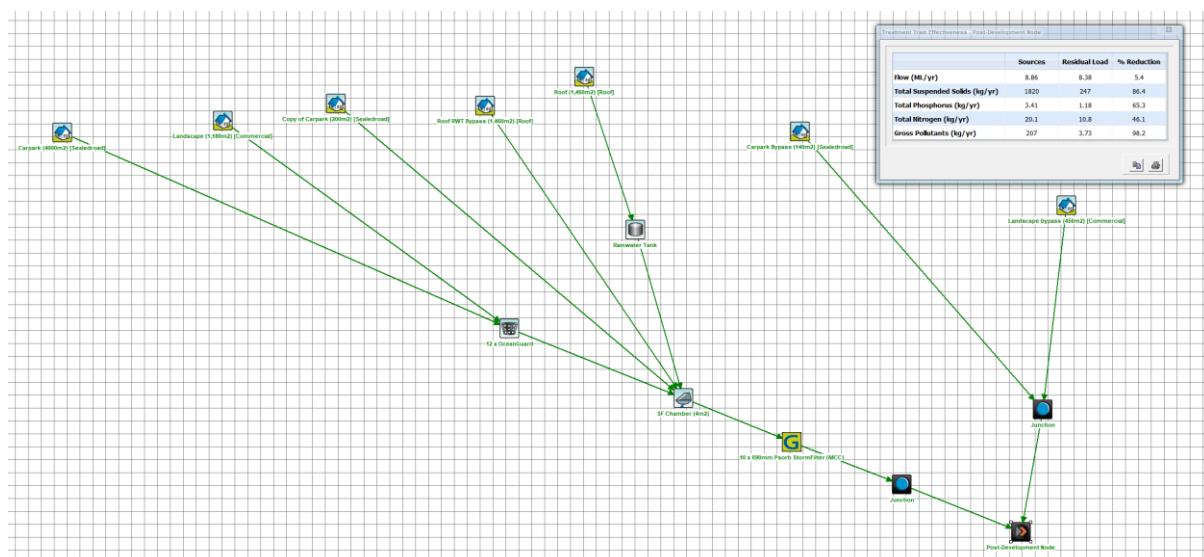 Treatment Train Effectiveness - Post-Development Node
Sources Residual Load % Reduction
Flow (ML/yr) 8.86 8.38 5.4
Total Suspended Solids (kg/yr) 1820 247 86.4
Total Phosphorus (kg/yr) 3.41 1.18 65.3
Total Nitrogen (kg/yr) 20.1 10.8 46.1
Gross Pollutants (kg/yr) 207 3.73 98.2
Roof (1,460m2) [Roof]
Copy of Carpark (200m2) [Sealedroad]
Roof RWT Bypass (1,460m2) [Roof]
Landscape (1,180m2) [Commercial]
Carpark (4000m2) [Sealedroad]
Carpark Bypass (140m2) [Sealedroad]
Landscape bypass (450m2) [Commercial]
Rainwater Tank
12 x OceanGuard
SF Chamber (4m2)
Junction
10 x 690mm Psorb StormFilter (MCC)
Junction
Post-Development Node